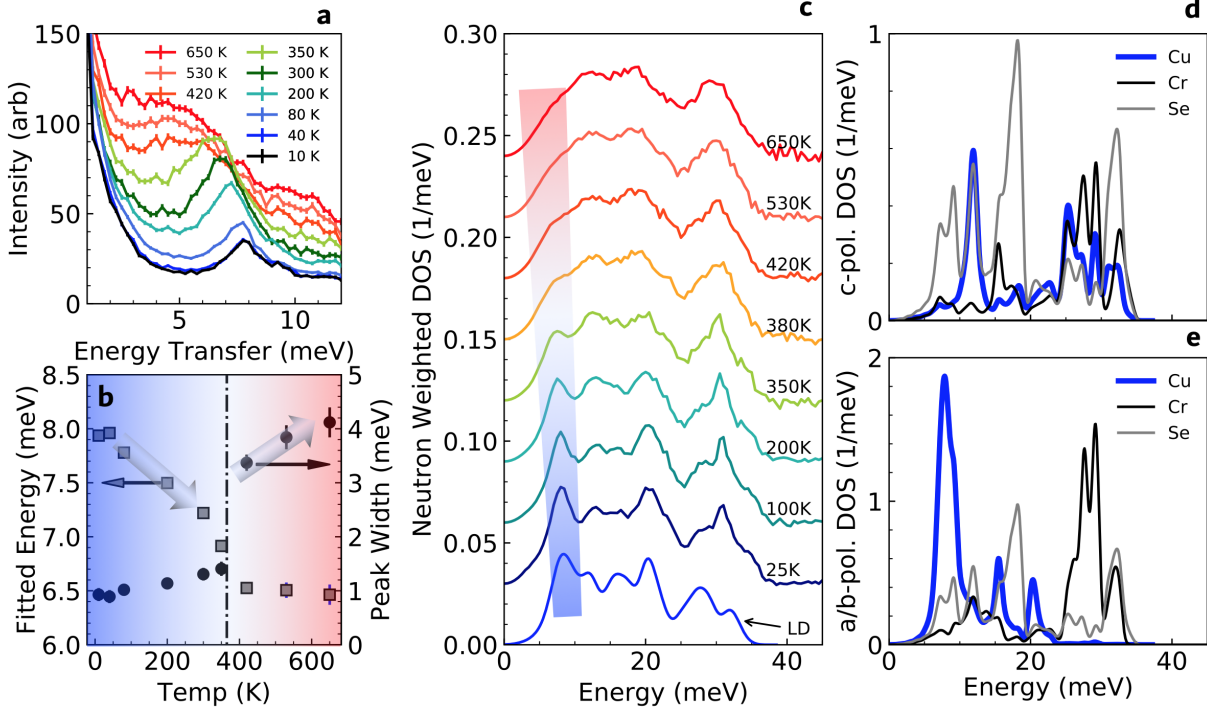 a
150
100
50
0
Intensity (arb)
650 K
530 K
420 K
350 K
300 K
200 K
80 K
40 K
10 K
5
10
Energy Transfer (meV)
b
8.5
8.0
7.5
7.0
6.5
6.0
Fitted Energy (meV)
5
4
3
2
1
0
Peak Width (meV)
0
200
400
600
Temp (K)
c
0.30
0.25
0.20
0.15
0.10
0.05
0.00
Neutron Weighted DOS (1/meV)
650K
530K
420K
380K
350K
200K
100K
25K
LD
0
20
40
Energy (meV)
d
1
0
c-pol. DOS (1/meV)
Cu
Cr
Se
e
2
1
0
a/b-pol. DOS (1/meV)
Cu
Cr
Se
0
20
40
Energy (meV)